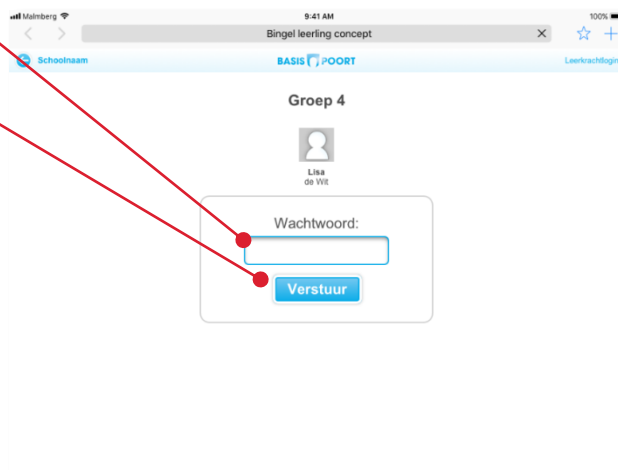 Malmberg 9:41 AM 100%
Bingel leerling concept
Schoolnaam BASIS POORT Leerkrachtlogin
Groep 4
Lisa
de Wit
Wachtwoord:
Verstuur